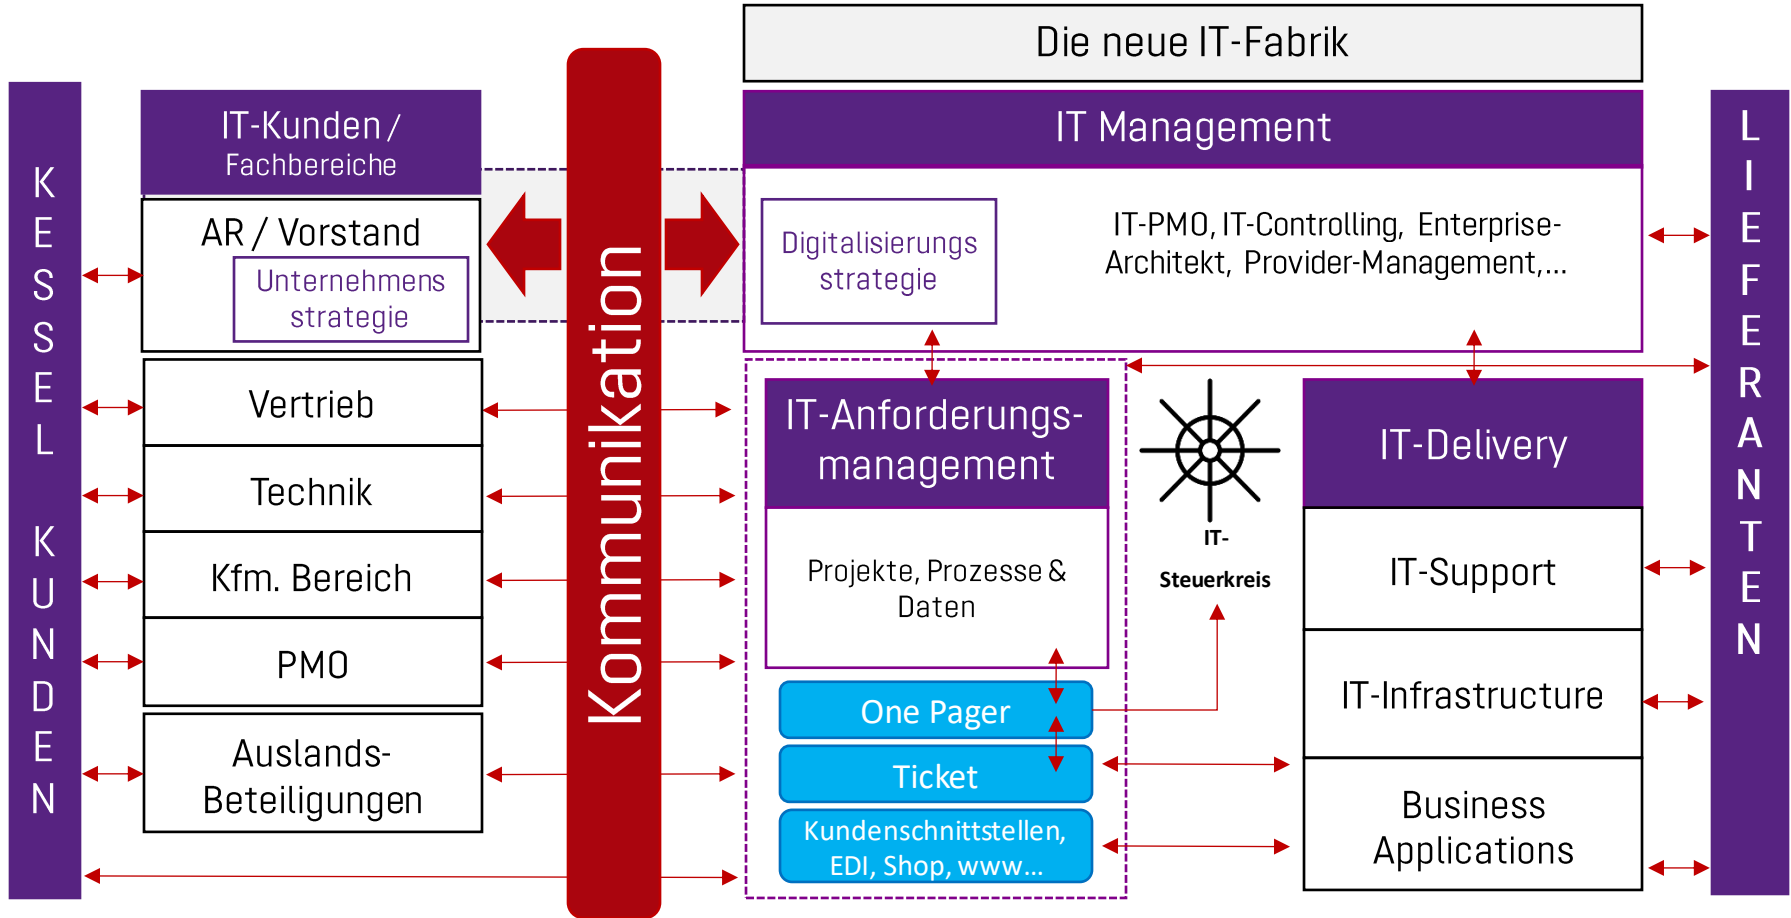 Die neue IT-Fabrik
KESSEL KUNDEN
IT-Kunden /
Fachbereiche
AR / Vorstand
Unternehmens
strategie
Vertrieb
Technik
Kfm. Bereich
PMO
Auslands-
Beteiligungen
Kommunikation
IT Management
Digitalisierungs
strategie
IT-PMO, IT-Controlling, Enterprise-
Architekt, Provider-Management,...
IT-Anforderungs-
management
Projekte, Prozesse &
Daten
One Pager
Ticket
Kundenschnittstellen,
EDI, Shop, www...
IT-
Steuerkreis
IT-Delivery
IT-Support
IT-Infrastructure
Business
Applications
LIEFERANTEN